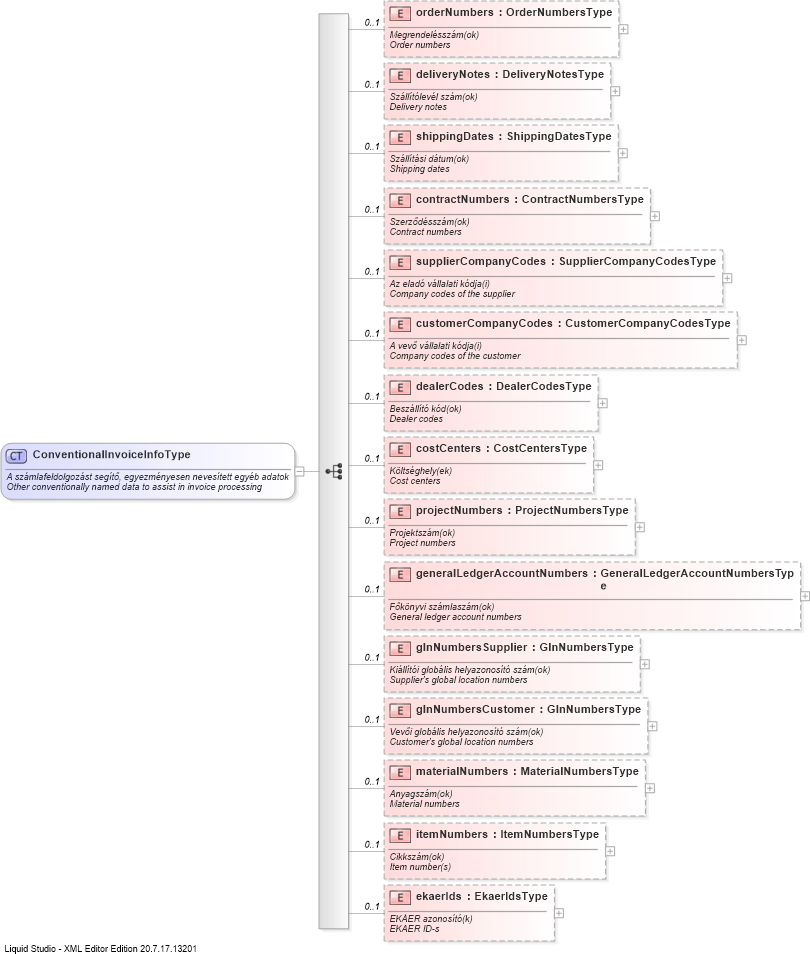 0..1
E orderNumbers : OrderNumbersType
Megrendelésszám(ok)
Order numbers
0..1
E deliveryNotes : DeliveryNotesType
Szállítólevél szám(ok)
Delivery notes
0..1
E shippingDates : ShippingDatesType
Szállítási dátum(ok)
Shipping dates
0..1
E contractNumbers : ContractNumbersType
Szerződésszám(ok)
Contract numbers
0..1
E supplierCompanyCodes : SupplierCompanyCodesType
Az eladó vállalati kódja(i)
Company codes of the supplier
0..1
E customerCompanyCodes : CustomerCompanyCodesType
A vevő vállalati kódja(i)
Company codes of the customer
0..1
E dealerCodes : DealerCodesType
Beszállító kód(ok)
Dealer codes
CT ConventionalInvoiceInfoType
A számlafeldolgozást segítő, egyezményesen nevesített egyéb adatok
Other conventionally named data to assist in invoice processing
0..1
E costCenters : CostCentersType
Költséghely(ek)
Cost centers
0..1
E projectNumbers : ProjectNumbersType
Projektszám(ok)
Project numbers
0..1
E generalLedgerAccountNumbers : GeneralLedgerAccountNumbersTyp
e
Főkönyvi számlaszám(ok)
General ledger account numbers
0..1
E glnNumbersSupplier : GlnNumbersType
Kiállítói globális helyazonosító szám(ok)
Supplier's global location numbers
0..1
E glnNumbersCustomer : GlnNumbersType
Vevői globális helyazonosító szám(ok)
Customer's global location numbers
0..1
E materialNumbers : MaterialNumbersType
Anyagszám(ok)
Material numbers
0..1
E itemNumbers : ItemNumbersType
Cikkszám(ok)
Item number(s)
0..1
E ekaerIds : EkaerIdsType
EKÁER azonosító(k)
EKAER ID-s
Liquid Studio - XML Editor Edition 20.7.17.13201